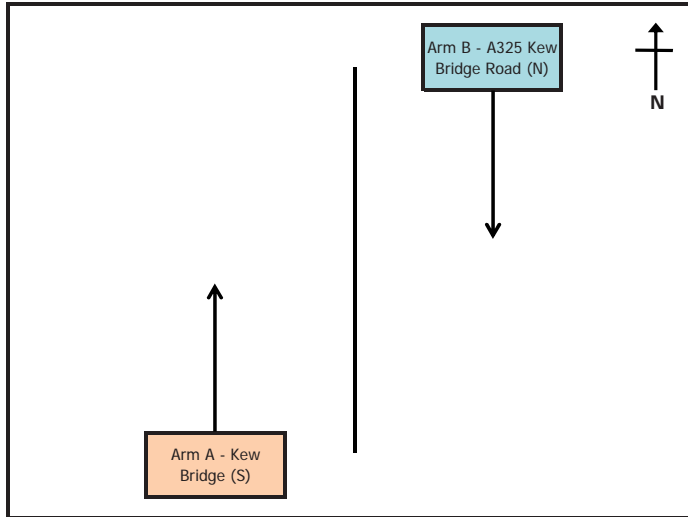 Arm B - A325 Kew
Bridge Road (N)
N
Arm A - Kew
Bridge (S)